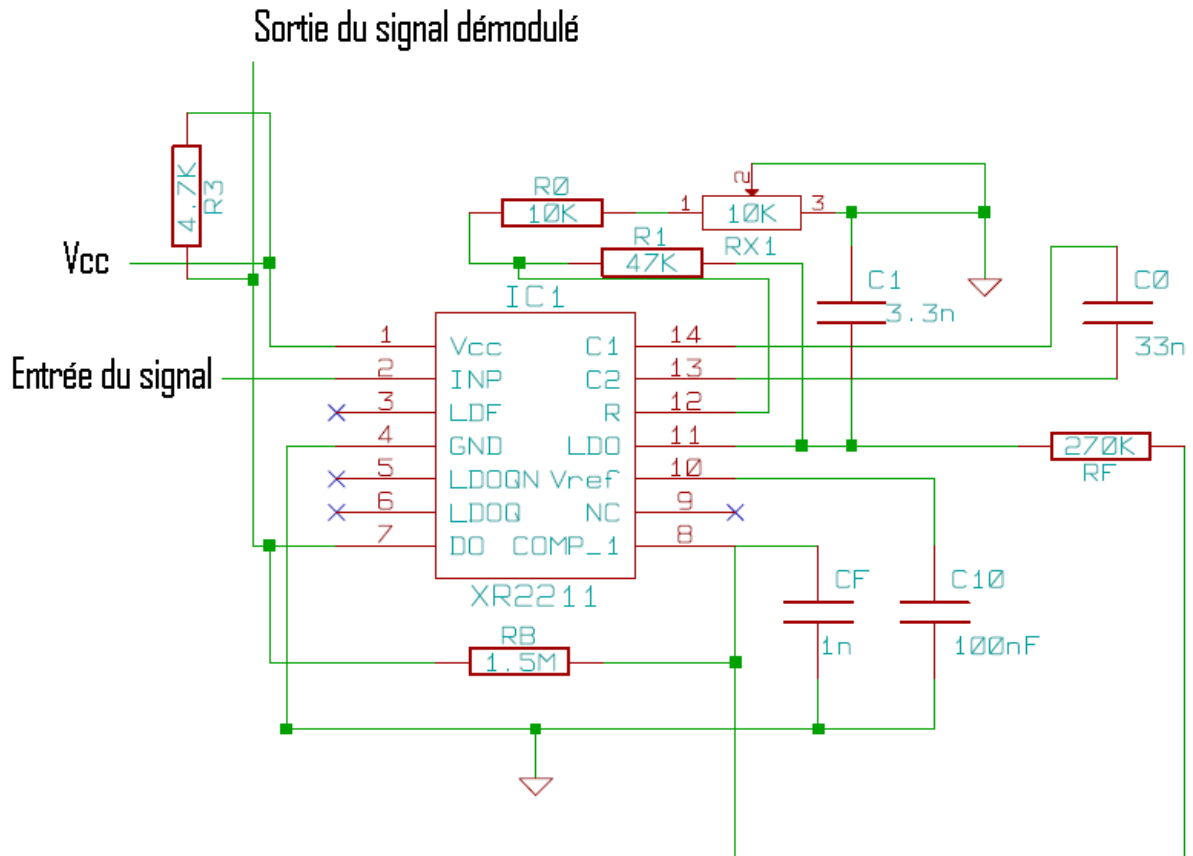 Sortie du signal démodulé
4.7K
R3
Vcc
Entrée du signal
R0
10K
1
2
10K
3
RX1
R1
47K
C1
3.3n
C0
33n
IC1
1
Vcc
C1
14
2
INP
C2
13
3
LDF
R
12
4
GND
LDO
11
5
LDOQN
Vref
10
6
LDOQ
NC
9
7
DO
COMP_1
8
XR2211
270K
RF
CF
1n
C10
100nF
RB
1.5M